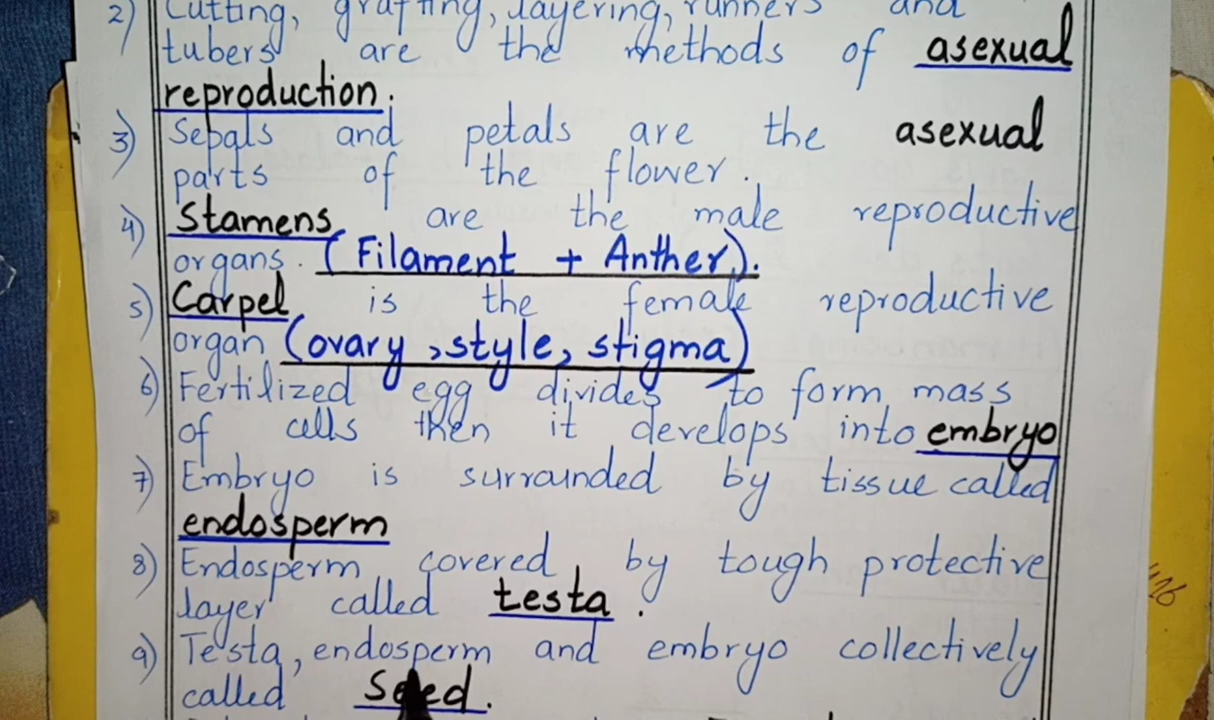 2) Cutting, grafting, layering, runners and
tubers are the methods of asexual
reproduction.
3) Sepals and petals are the asexual
parts of the flower.
4) Stamens are the male reproductive
organs. (Filament + Anther).
5) Carpel is the female reproductive
organ (ovary, style, stigma)
6) Fertilized egg divides to form mass
of cells then it develops into embryo
7) Embryo is surrounded by tissue called
endosperm
8) Endosperm covered by tough protective
layer called testa.
9) Testa, endosperm and embryo collectively
called Seed.